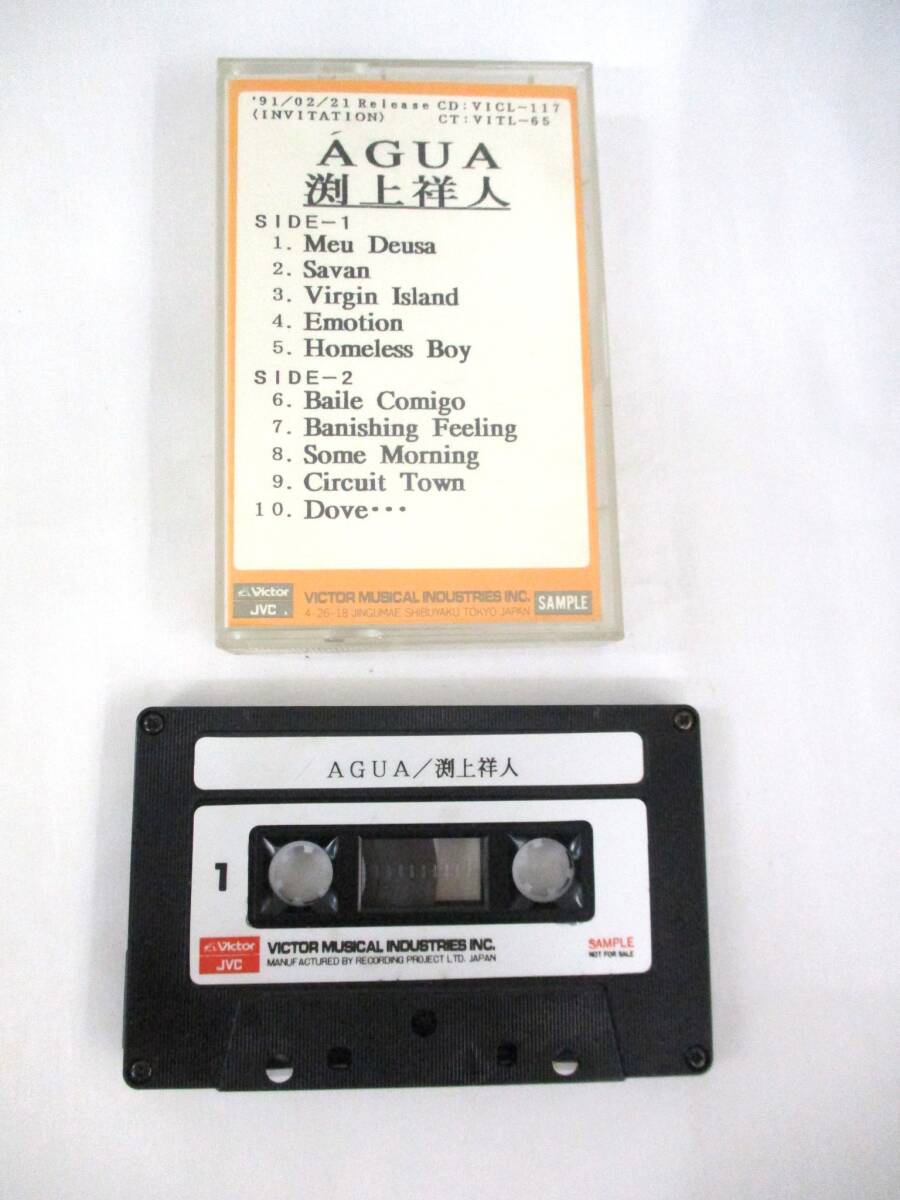 '91/02/21 Release CD:VICL-117
(INVITATION) CT:VITL-65
ÁGUA
渕上祥人
SIDE-1
1. Meu Deusa
2. Savan
3. Virgin Island
4. Emotion
5. Homeless Boy
SIDE-2
6. Baile Comigo
7. Banishing Feeling
8. Some Morning
9. Circuit Town
10. Dove･･･
Victor
JVC
VICTOR MUSICAL INDUSTRIES INC.
4-26-18 JINGUMAE SHIBUYAKU TOKYO JAPAN
SAMPLE
AGUA／渕上祥人
1
Victor
JVC
VICTOR MUSICAL INDUSTRIES INC.
MANUFACTURED BY RECORDING PROJECT LTD. JAPAN
SAMPLE
NOT FOR SALE